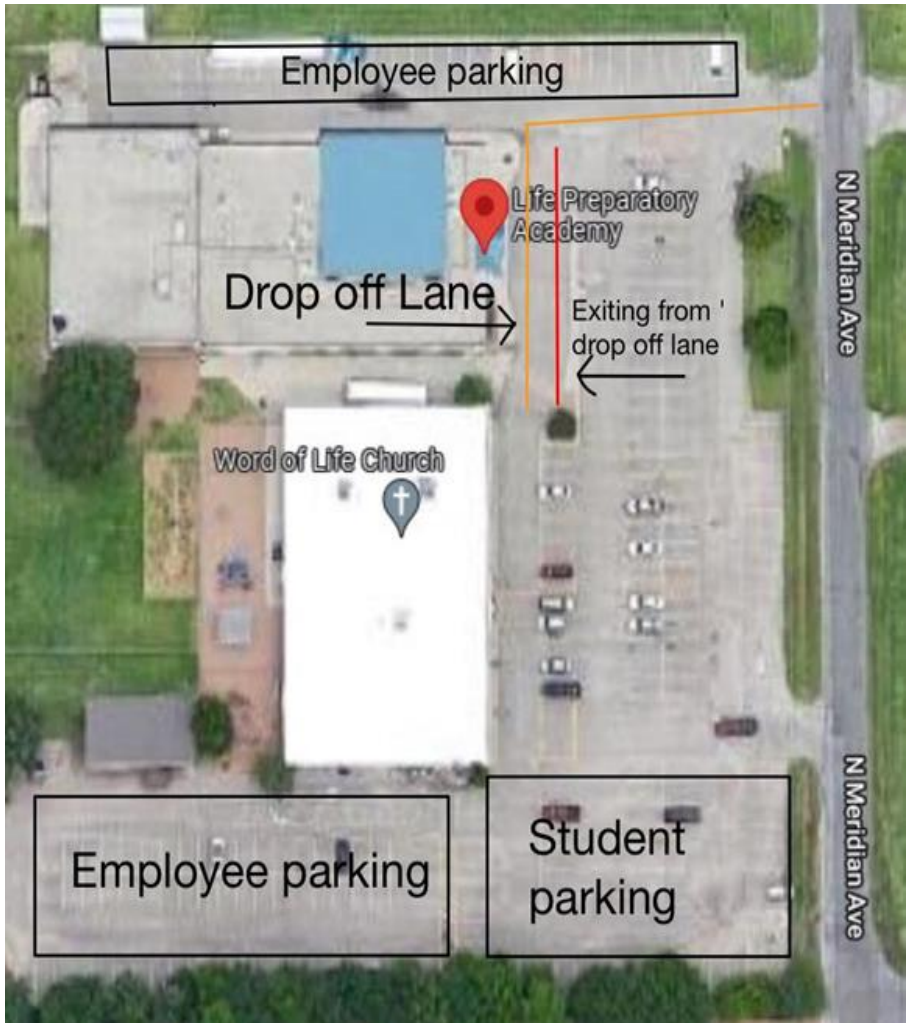 Employee parking
Life Preparatory
Academy
N Meridian Ave
Drop off Lane
Exiting from '
drop off lane
Word of Life Church
Employee parking
Student
parking
N Meridian Ave